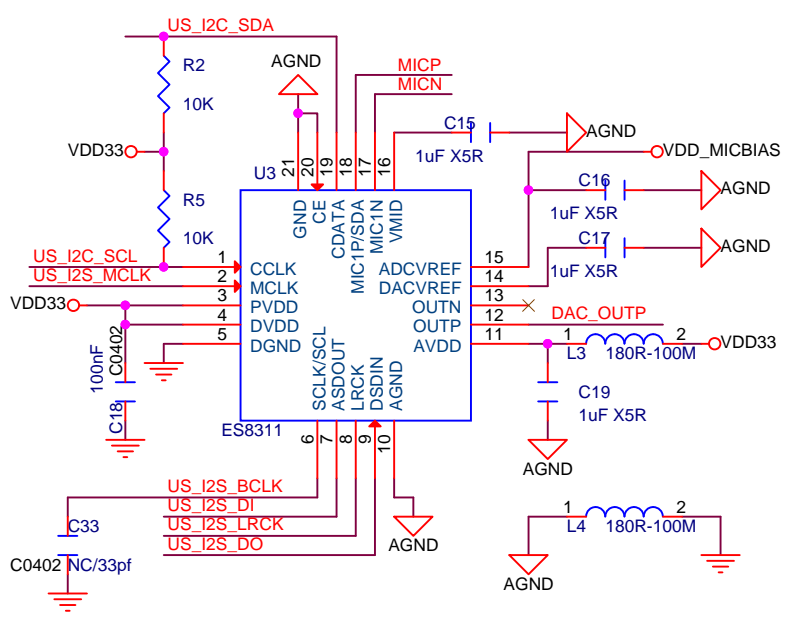 US_I2C_SDA
R2
10K
VDD33
R5
10K
AGND
MICP
MICN
C15
1uF X5R
AGND
VDD_MICBIAS
C16
1uF X5R
AGND
C17
1uF X5R
AGND
U3
21
20
19
18
17
16
GND
CE
CDATA
MIC1P/SDA
MIC1N
VMID
US_I2C_SCL
1
CCLK
US_I2S_MCLK
2
MCLK
VDD33
3
PVDD
4
DVDD
5
DGND
ADCVREF
15
DACVREF
14
OUTN
13
OUTP
12
DAC_OUTP
AVDD
11
1
2
L3
180R-100M
VDD33
100nF
C0402
C18
SCLK/SCL
ASDOUT
LRCK
DSDIN
AGND
ES8311
6
7
8
9
10
C19
1uF X5R
AGND
US_I2S_BCLK
US_I2S_DI
US_I2S_LRCK
US_I2S_DO
C33
C0402
NC/33pf
AGND
1
2
L4
180R-100M
AGND